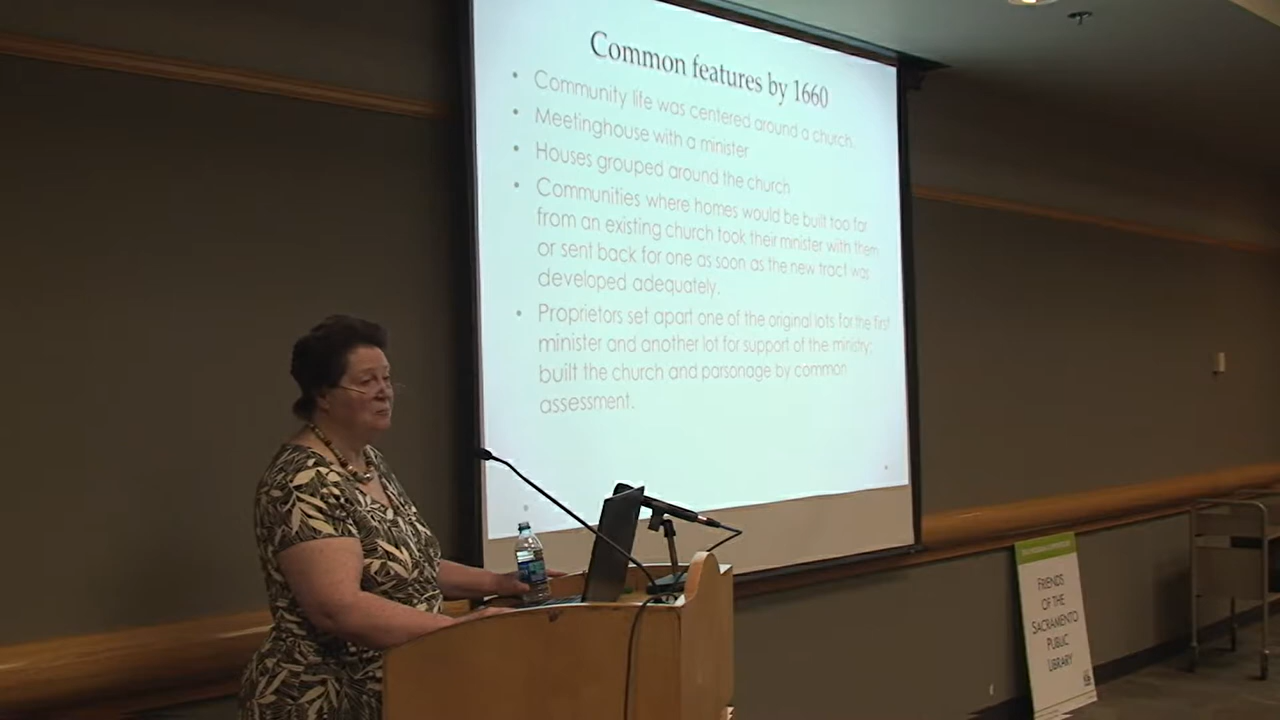 Common features by 1660
• Community life was centered around a church.
• Meetinghouse with a minister
• Houses grouped around the church
• Communities where homes would be built too far
from an existing church took their minister with them
or sent back for one as soon as the new tract was
developed adequately.
• Proprietors set apart one of the original lots for the first
minister and another lot for support of the ministry;
built the church and parsonage by common
assessment.
FRIENDS
OF THE
SACRAMENTO
PUBLIC
LIBRARY